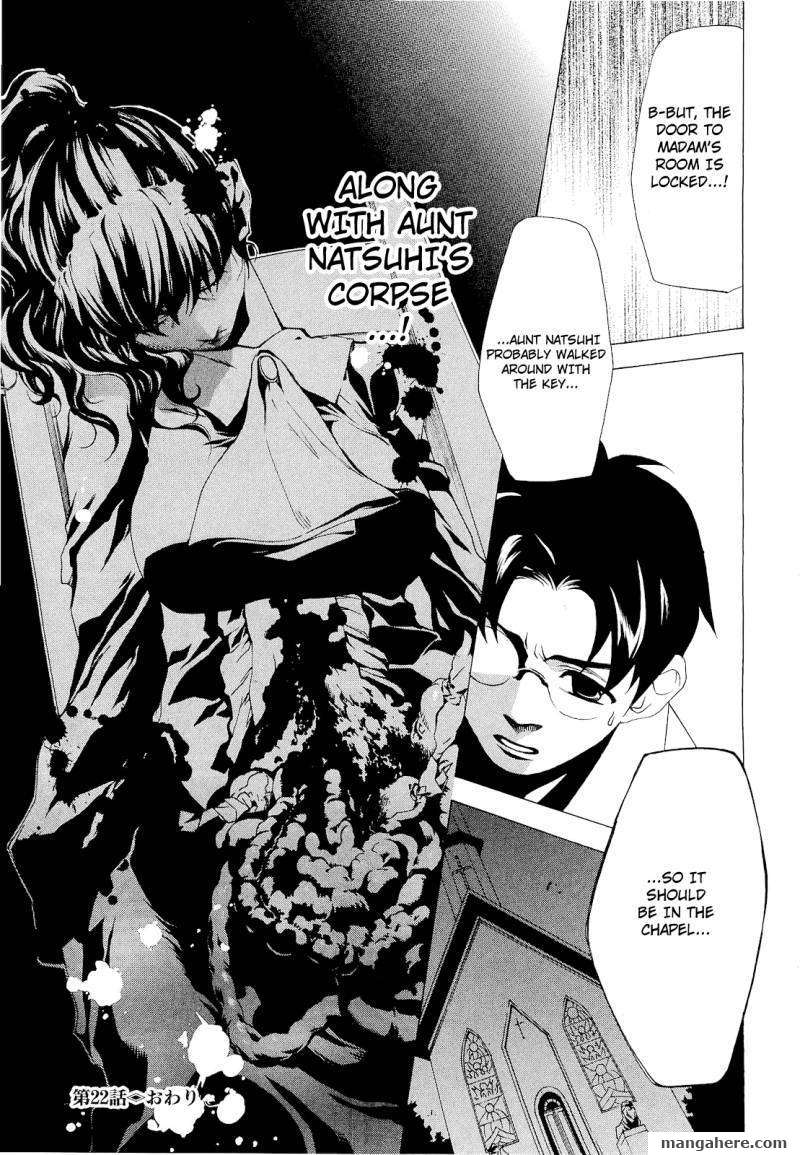 B-BUT, THE
DOOR TO
MADAM'S
ROOM IS
LOCKED...!
...AUNT NATSUHI
PROBABLY WALKED
AROUND WITH
THE KEY...
...SO IT
SHOULD
BE IN THE
CHAPEL...
ALONG
WITH AUNT
NATSUHI'S
CORPSE
...!
第22話 おわり
mangahere.com